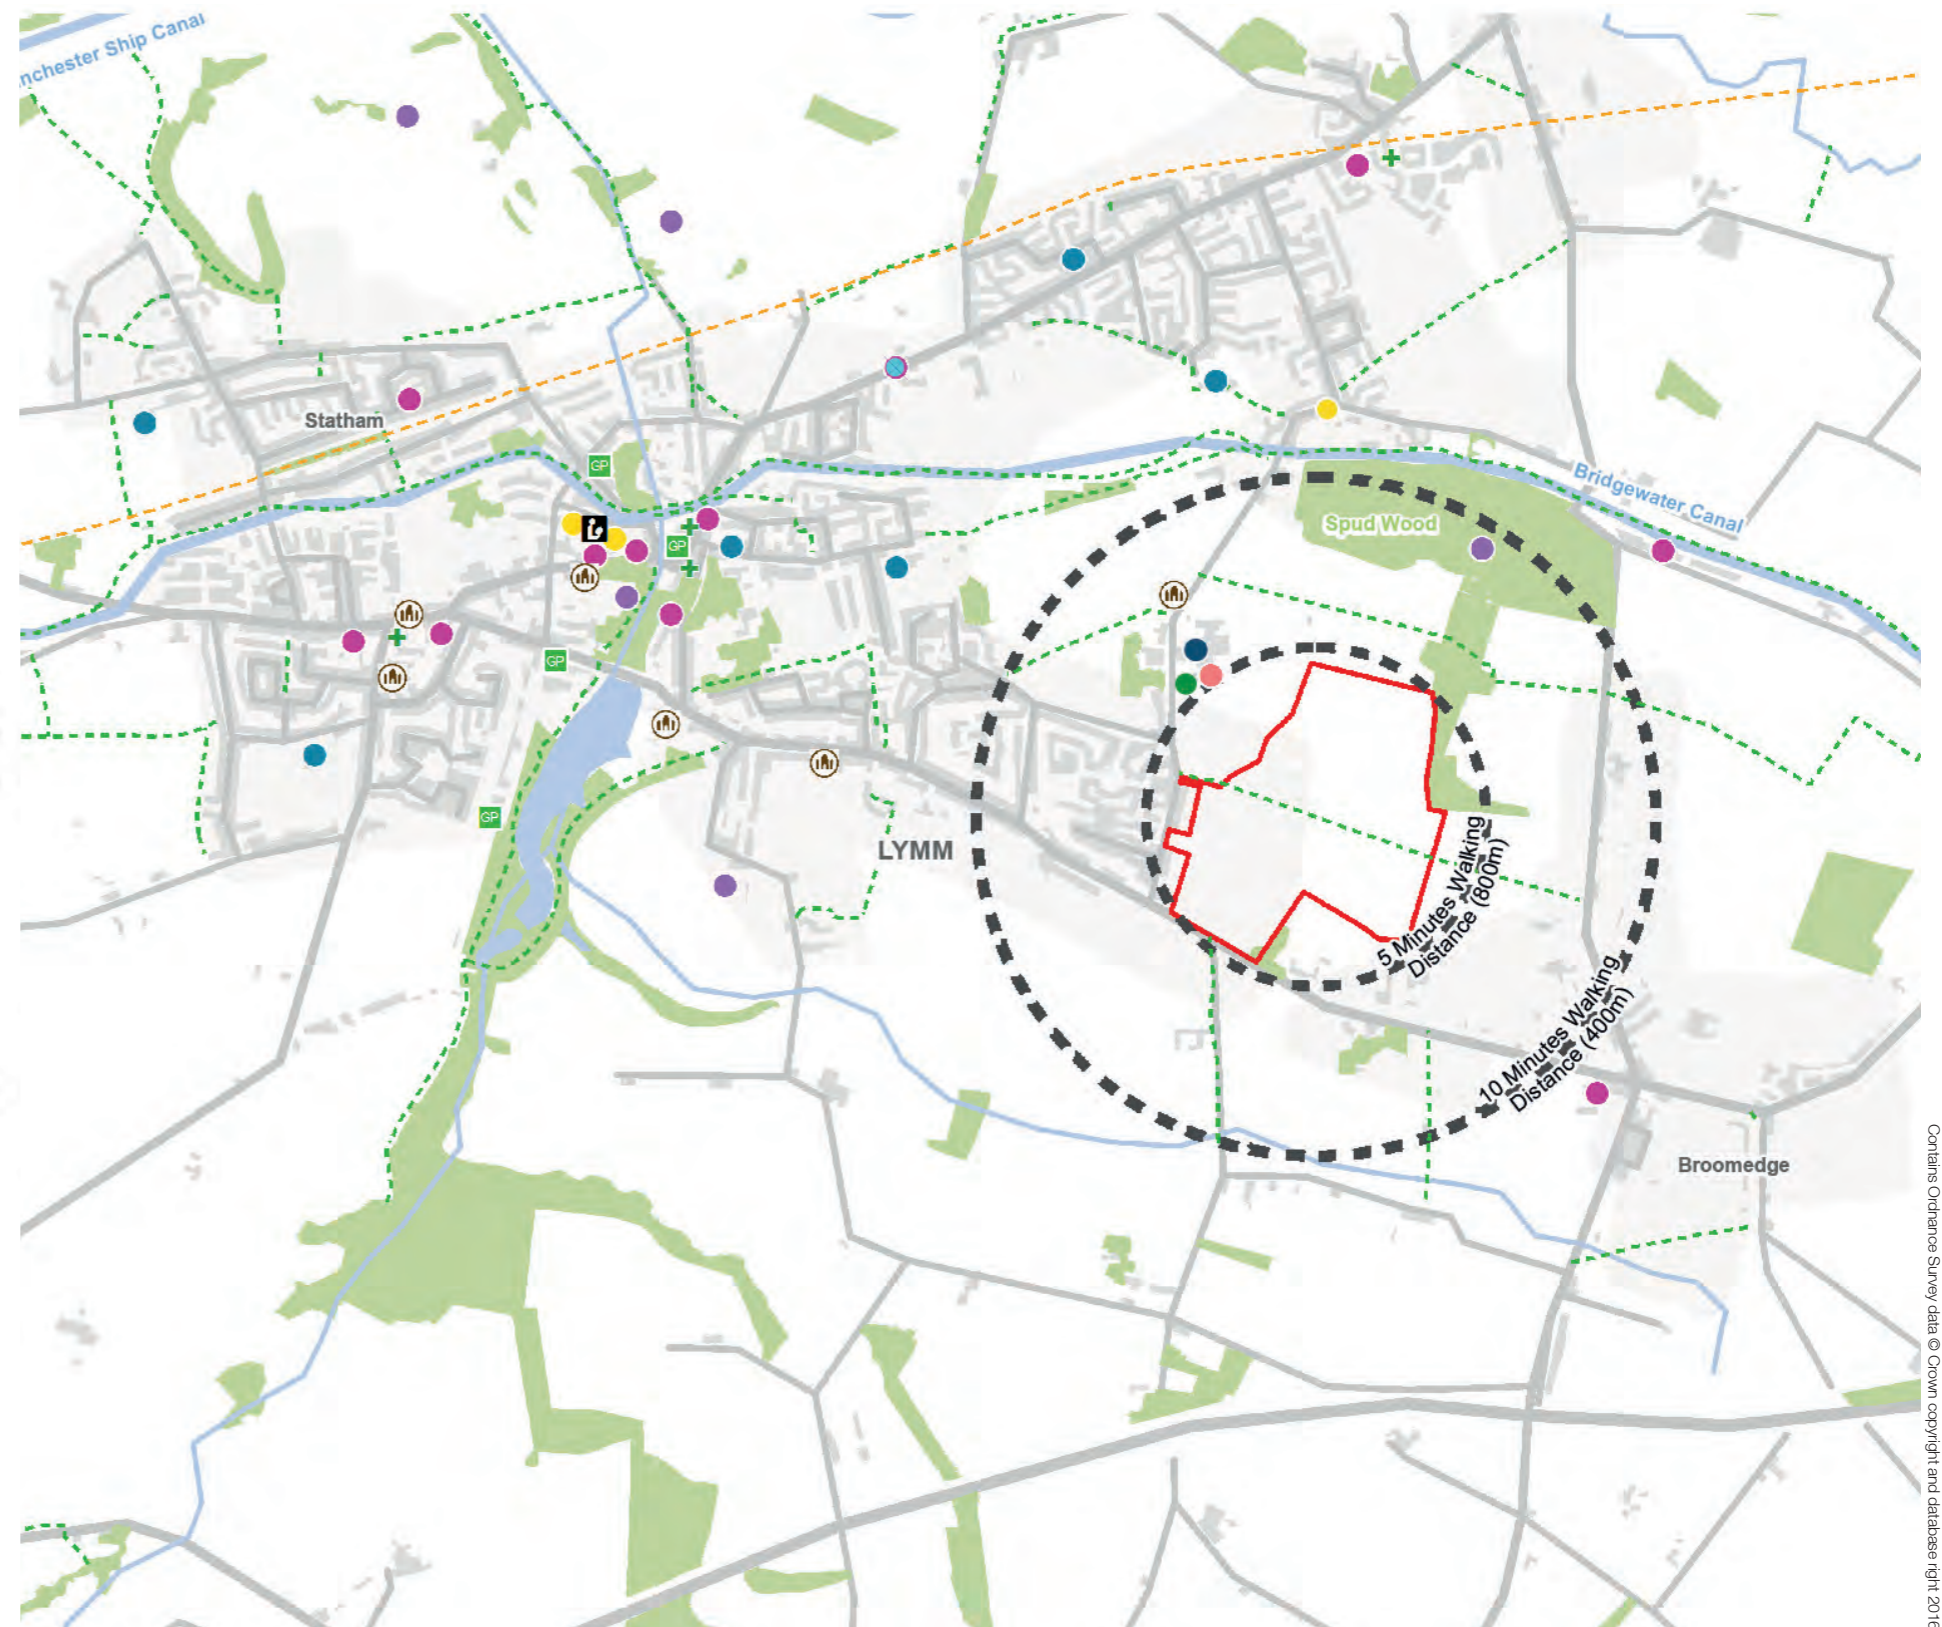 nchester Ship Canal
Statham
GP
Bridgewater Canal
Spud Wood
GP
GP
GP
LYMM
5 Minutes Walking
Distance (800m)
10 Minutes Walking
Distance (400m)
Broomedge
Contains Ordnance Survey data © Crown copyright and database right 2016